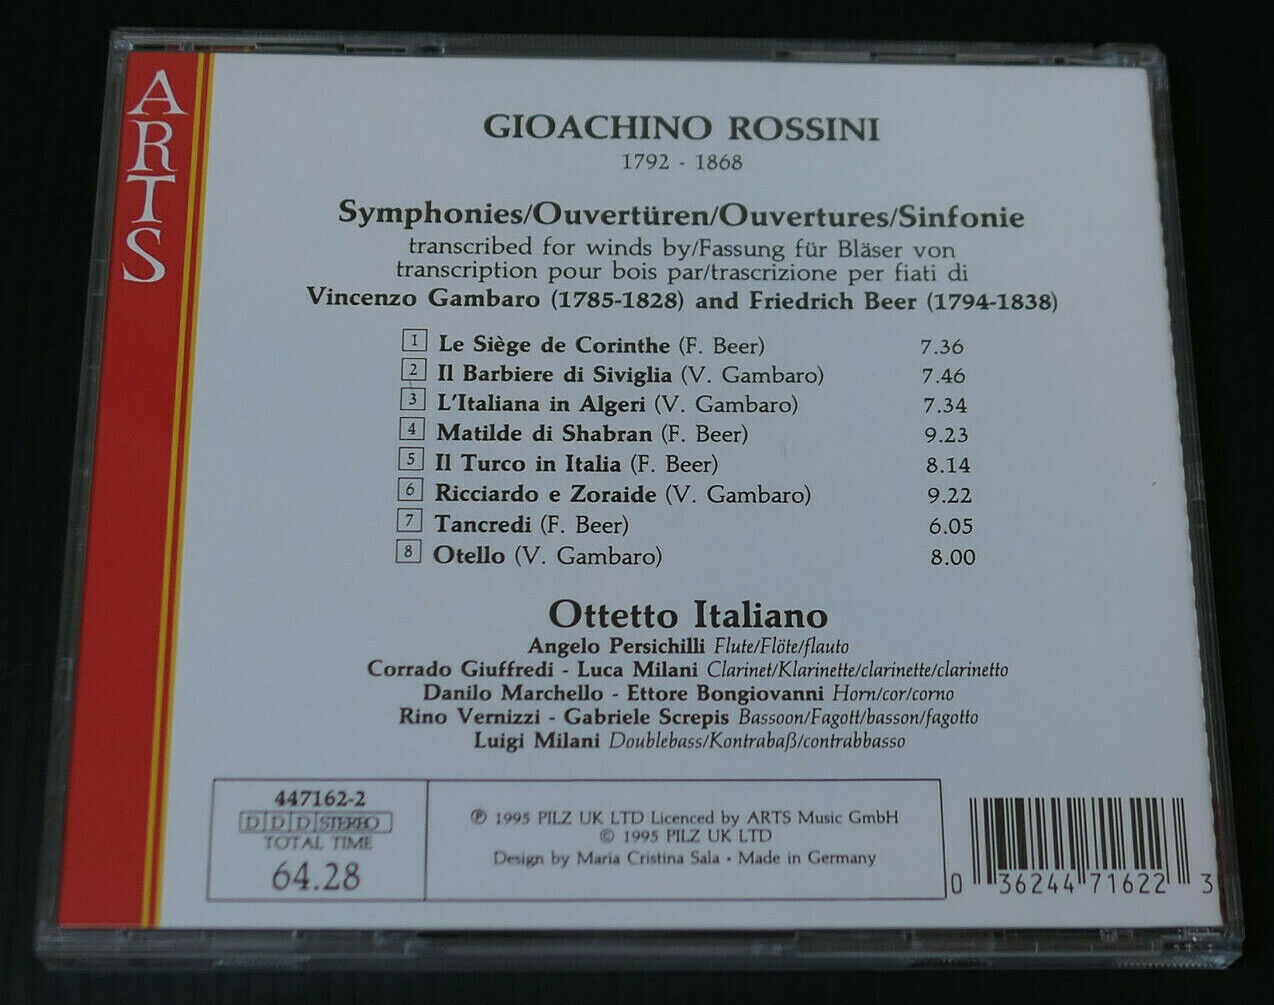 ARTS
GIOACHINO ROSSINI
1792 - 1868
Symphonies/Ouvertüren/Ouvertures/Sinfonie
transcribed for winds by/Fassung für Bläser von
transcription pour bois par/trascrizione per fiati di
Vincenzo Gambaro (1785-1828) and Friedrich Beer (1794-1838)
1 Le Siège de Corinthe (F. Beer) 7.36
2 Il Barbiere di Siviglia (V. Gambaro) 7.46
3 L'Italiana in Algeri (V. Gambaro) 7.34
4 Matilde di Shabran (F. Beer) 9.23
5 Il Turco in Italia (F. Beer) 8.14
6 Ricciardo e Zoraide (V. Gambaro) 9.22
7 Tancredi (F. Beer) 6.05
8 Otello (V. Gambaro) 8.00
Ottetto Italiano
Angelo Persichilli Flute/Flöte/flauto
Corrado Giuffredi - Luca Milani Clarinet/Klarinette/clarinette/clarinetto
Danilo Marchello - Ettore Bongiovanni Horn/cor/corno
Rino Vernizzi - Gabriele Screpis Bassoon/Fagott/basson/fagotto
Luigi Milani Doublebass/Kontrabaß/contrabbasso
447162-2
DDD STEREO
TOTAL TIME
64.28
℗ 1995 PILZ UK LTD Licenced by ARTS Music GmbH
© 1995 PILZ UK LTD
Design by Maria Cristina Sala • Made in Germany
0 36244 71622 3